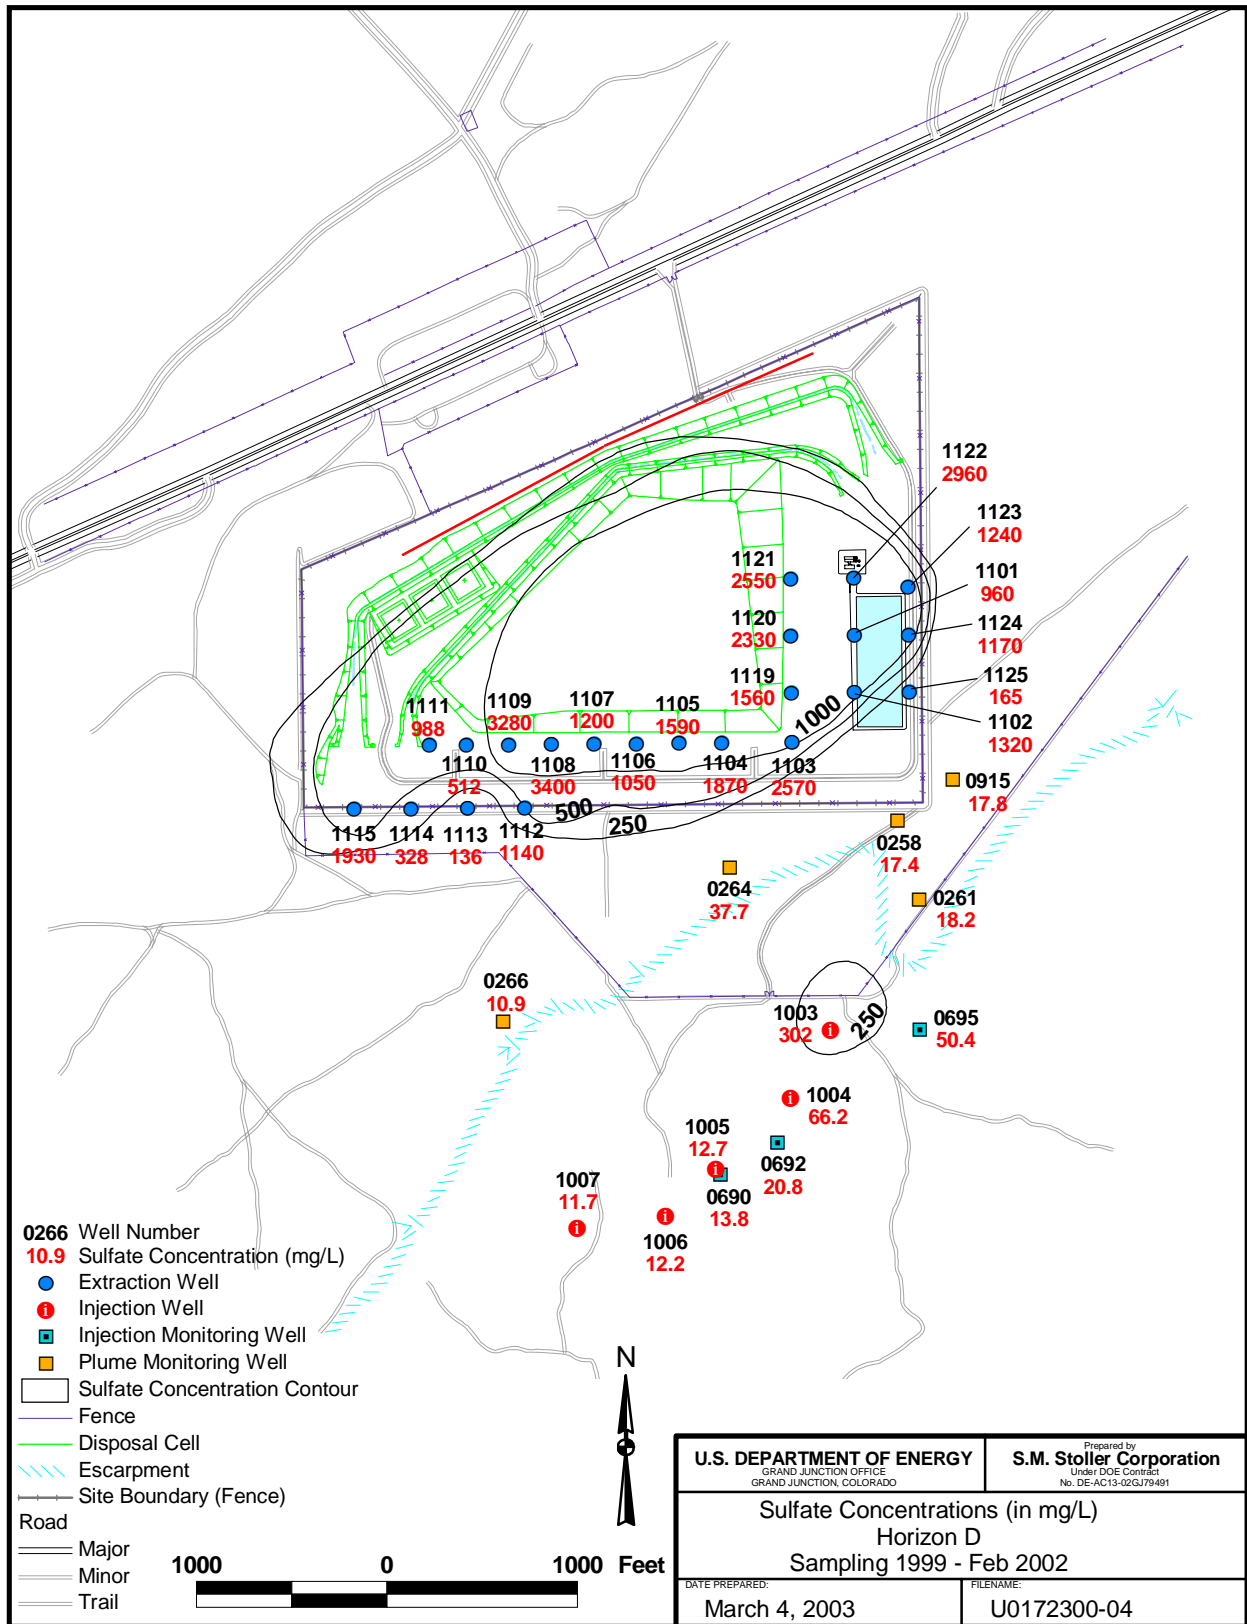 1122
2960
1123
1240
1101
960
1124
1170
1125
165
1102
1320
1121
2550
1120
2330
1119
1560
1000
1111
988
1109
3280
1107
1200
1105
1590
1110
512
1108
3400
1106
1050
1104
1870
1103
2570
500
250
1115
1930
1114
328
1113
136
1112
1140
0915
17.8
0258
17.4
0264
37.7
0261
18.2
0266
10.9
1003
302
250
0695
50.4
1004
66.2
1005
12.7
0692
20.8
0690
13.8
1007
11.7
1006
12.2
0266 Well Number
10.9 Sulfate Concentration (mg/L)
Extraction Well
i Injection Well
Injection Monitoring Well
Plume Monitoring Well
Sulfate Concentration Contour
Fence
Disposal Cell
Escarpment
Site Boundary (Fence)
Road
Major
Minor
Trail
N
1000 0 1000 Feet
U.S. DEPARTMENT OF ENERGY
GRAND JUNCTION OFFICE
GRAND JUNCTION, COLORADO
Prepared by
S.M. Stoller Corporation
Under DOE Contract
No. DE-AC13-02GJ79491
Sulfate Concentrations (in mg/L)
Horizon D
Sampling 1999 - Feb 2002
DATE PREPARED:
March 4, 2003
FILENAME:
U0172300-04